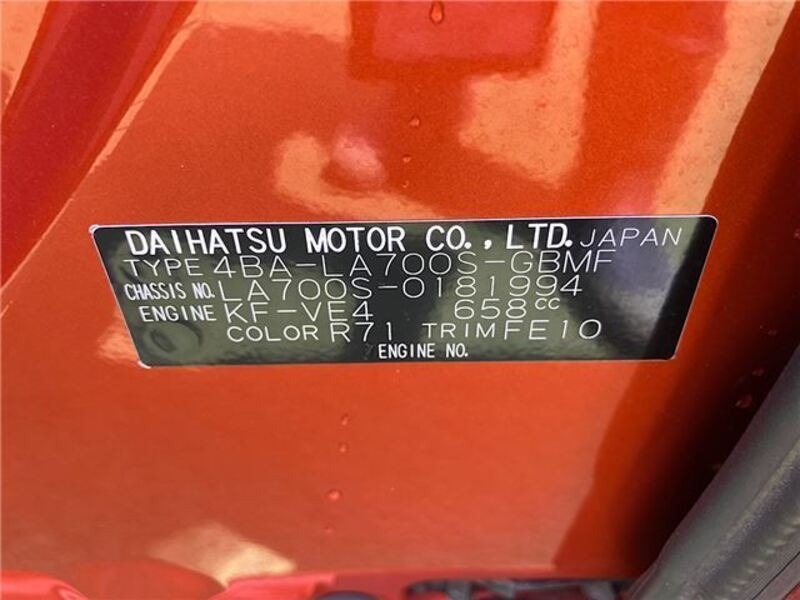 DAIHATSU MOTOR CO., LTD. JAPAN
TYPE 4BA-LA700S-GBMF
CHASSIS NO. LA700S-0181994
ENGINE KF-VE4 658cc
COLOR R71 TRIM FE10
ENGINE NO.